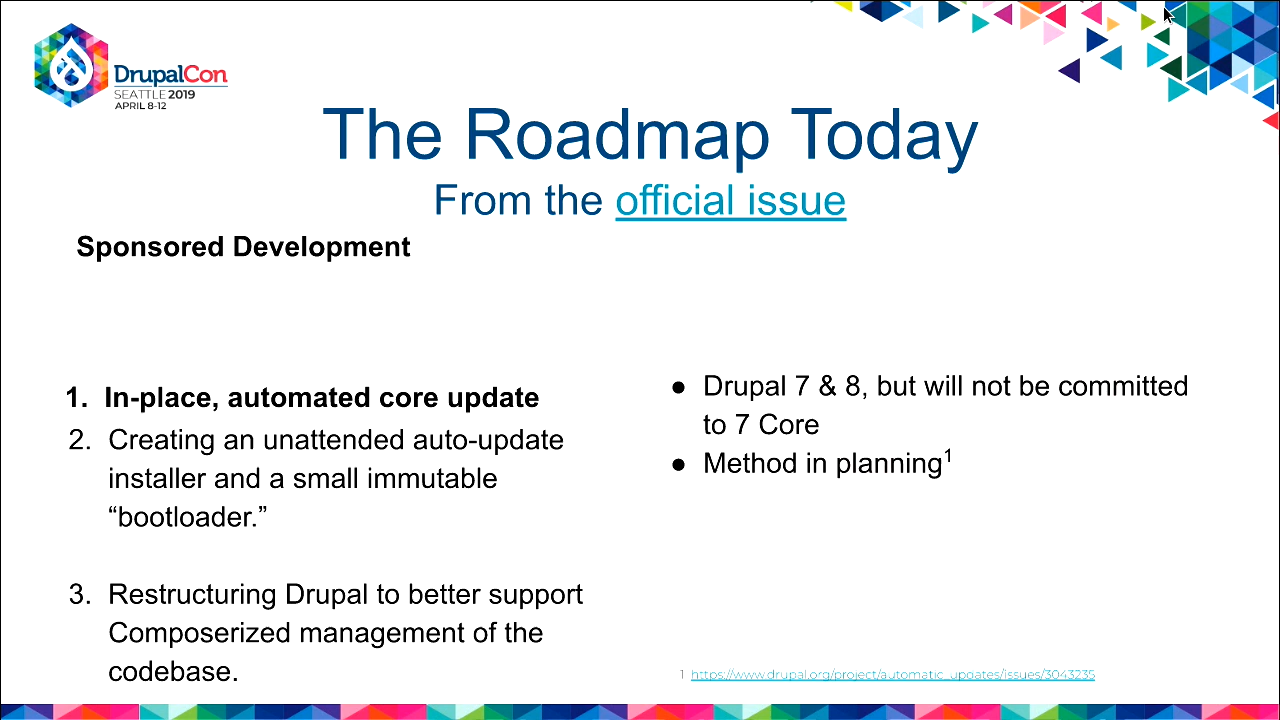 DrupalCon
SEATTLE 2019
APRIL 8-12
The Roadmap Today
From the official issue
Sponsored Development
1. In-place, automated core update
2. Creating an unattended auto-update
installer and a small immutable
“bootloader.”
3. Restructuring Drupal to better support
Composerized management of the
codebase.
● Drupal 7 & 8, but will not be committed
to 7 Core
● Method in planning1
1 https://www.drupal.org/project/automatic_updates/issues/3043235